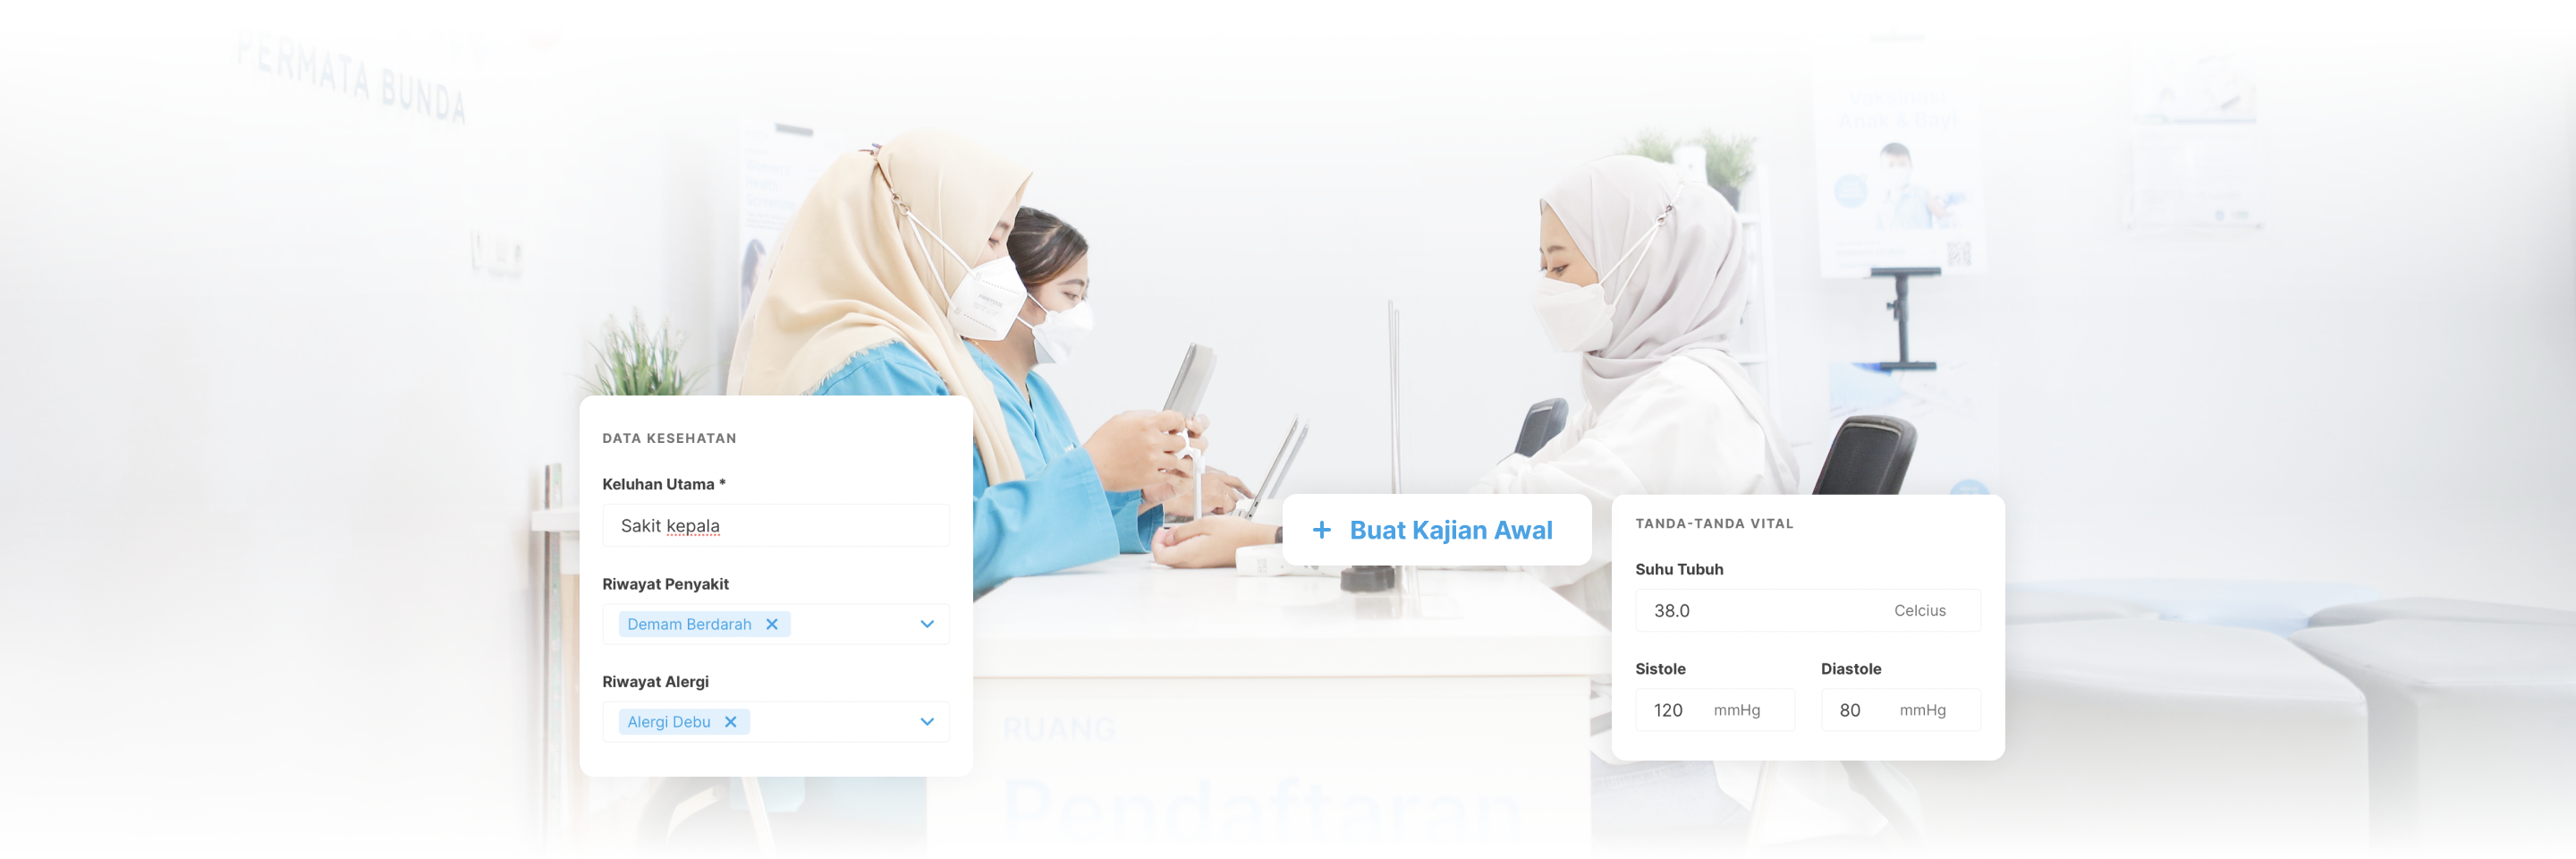 PERMATA BUNDA
Vaksinasi
Anak & Bayi
DATA KESEHATAN
Keluhan Utama *
Sakit kepala
Riwayat Penyakit
Demam Berdarah
Riwayat Alergi
Alergi Debu
+ Buat Kajian Awal
TANDA-TANDA VITAL
Suhu Tubuh
38.0 Celcius
Sistole Diastole
120 mmHg 80 mmHg
RUANG
Pendaftaran